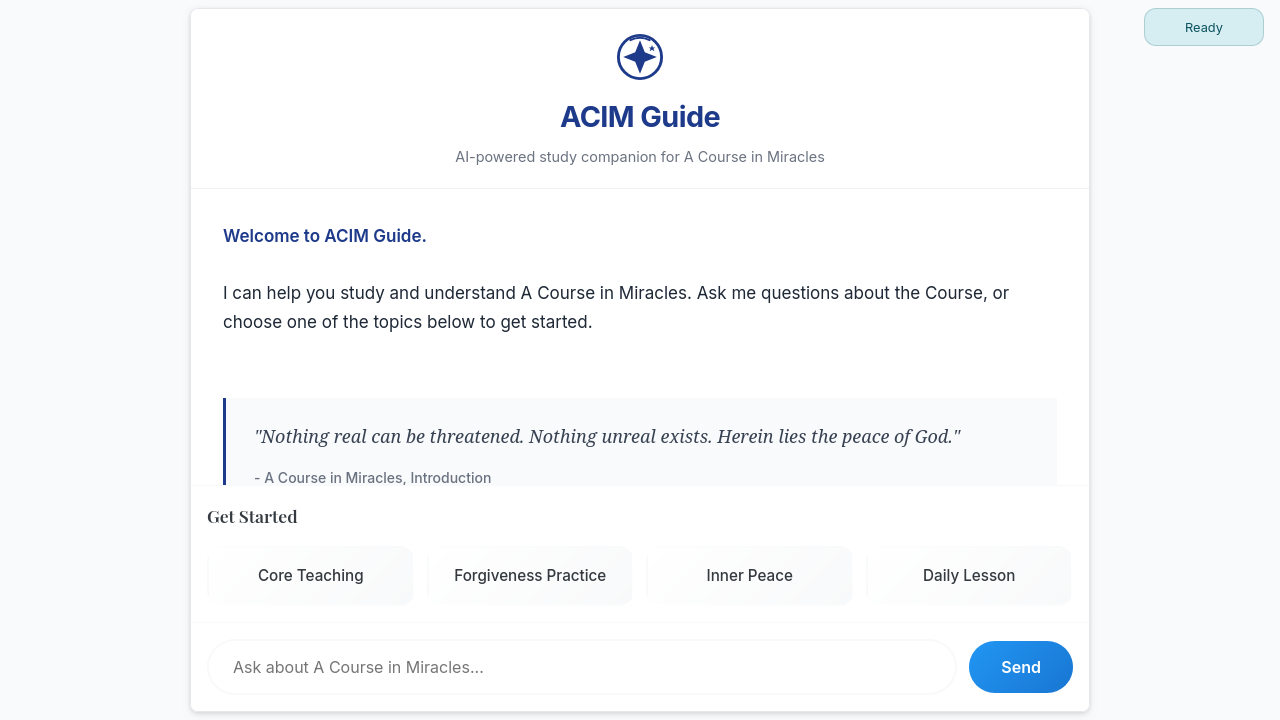 Ready
ACIM Guide
AI-powered study companion for A Course in Miracles
Welcome to ACIM Guide.
I can help you study and understand A Course in Miracles. Ask me questions about the Course, or
choose one of the topics below to get started.
"Nothing real can be threatened. Nothing unreal exists. Herein lies the peace of God."
- A Course in Miracles, Introduction
Get Started
Core Teaching
Forgiveness Practice
Inner Peace
Daily Lesson
Ask about A Course in Miracles...
Send